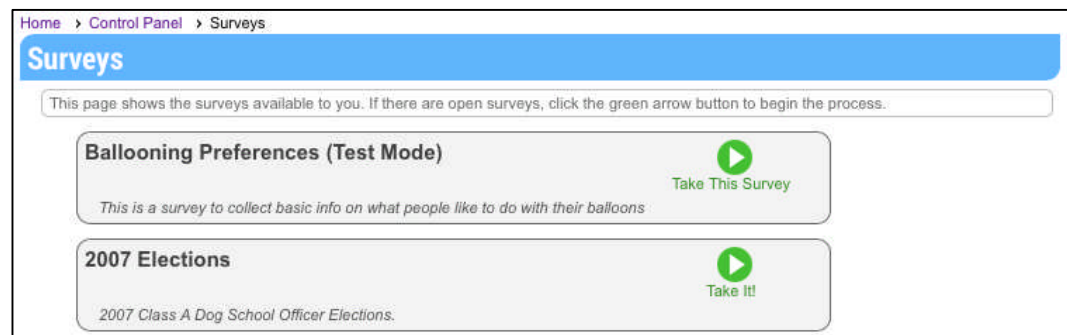 Home › Control Panel › Surveys
Surveys
This page shows the surveys available to you. If there are open surveys, click the green arrow button to begin the process.
Ballooning Preferences (Test Mode)
Take This Survey
This is a survey to collect basic info on what people like to do with their balloons
2007 Elections
Take It!
2007 Class A Dog School Officer Elections.